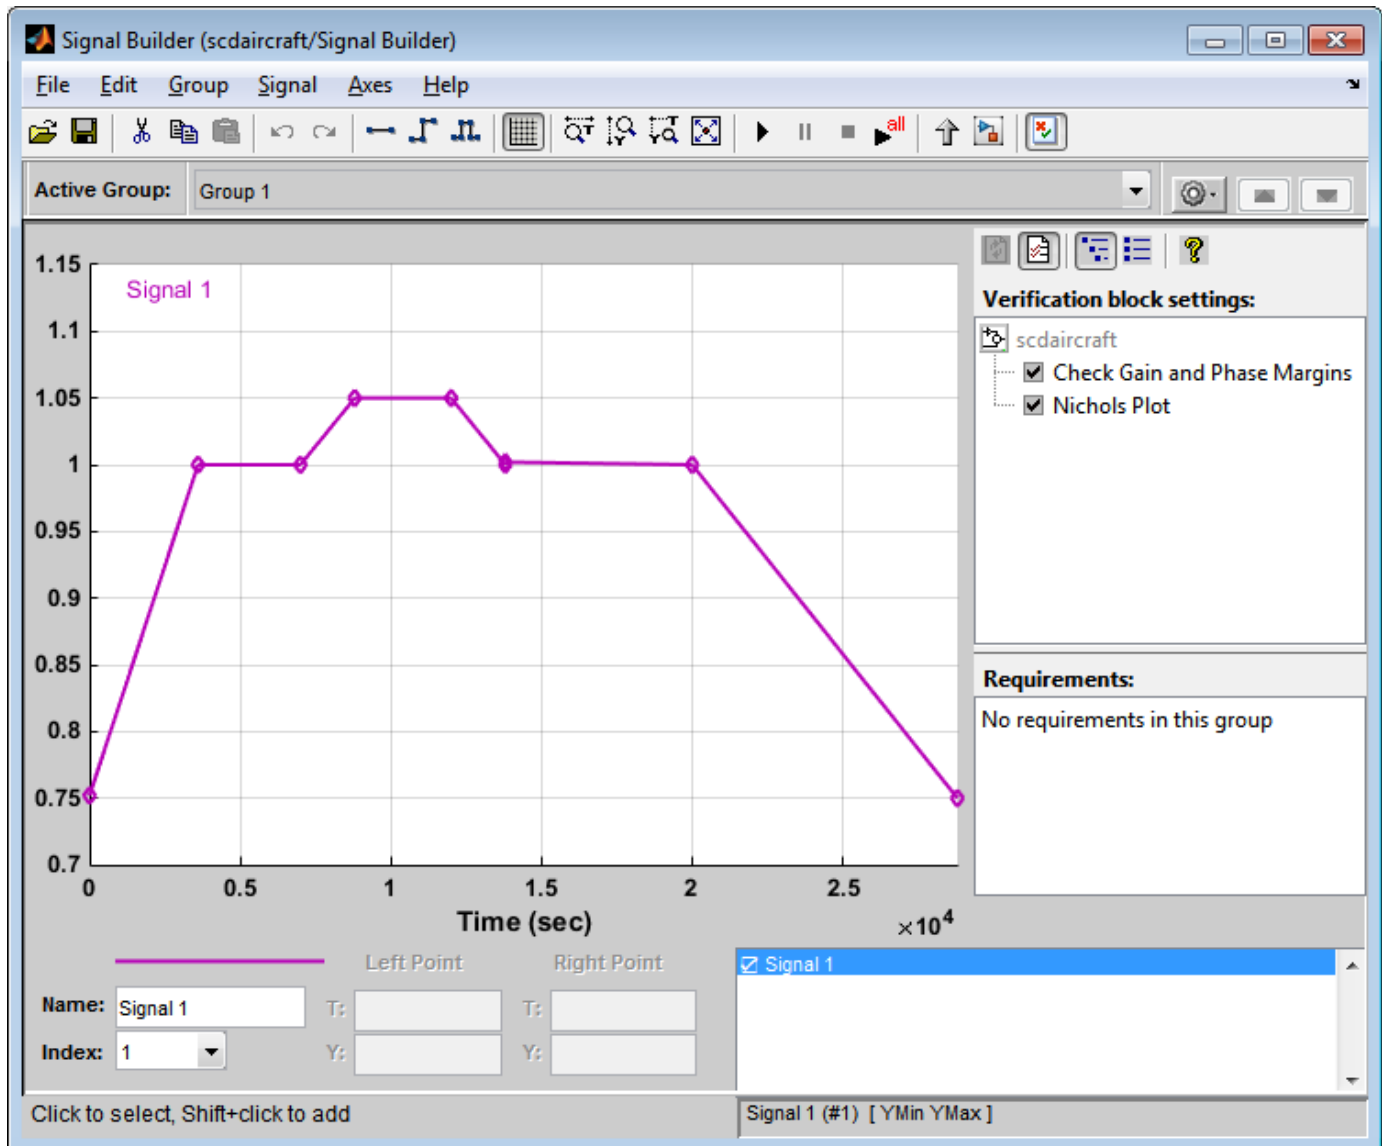 Signal Builder (scdaircraft/Signal Builder)
File Edit Group Signal Axes Help
all
Active Group: Group 1
1.15
1.1
1.05
1
0.95
0.9
0.85
0.8
0.75
0.7
Signal 1
0 0.5 1 1.5 2 2.5
Time (sec)
×10^4
Verification block settings:
scdaircraft
Check Gain and Phase Margins
Nichols Plot
Requirements:
No requirements in this group
Left Point Right Point
Name: Signal 1 T: T:
Index: 1 Y: Y:
Signal 1
Click to select, Shift+click to add
Signal 1 (#1) [ YMin YMax ]